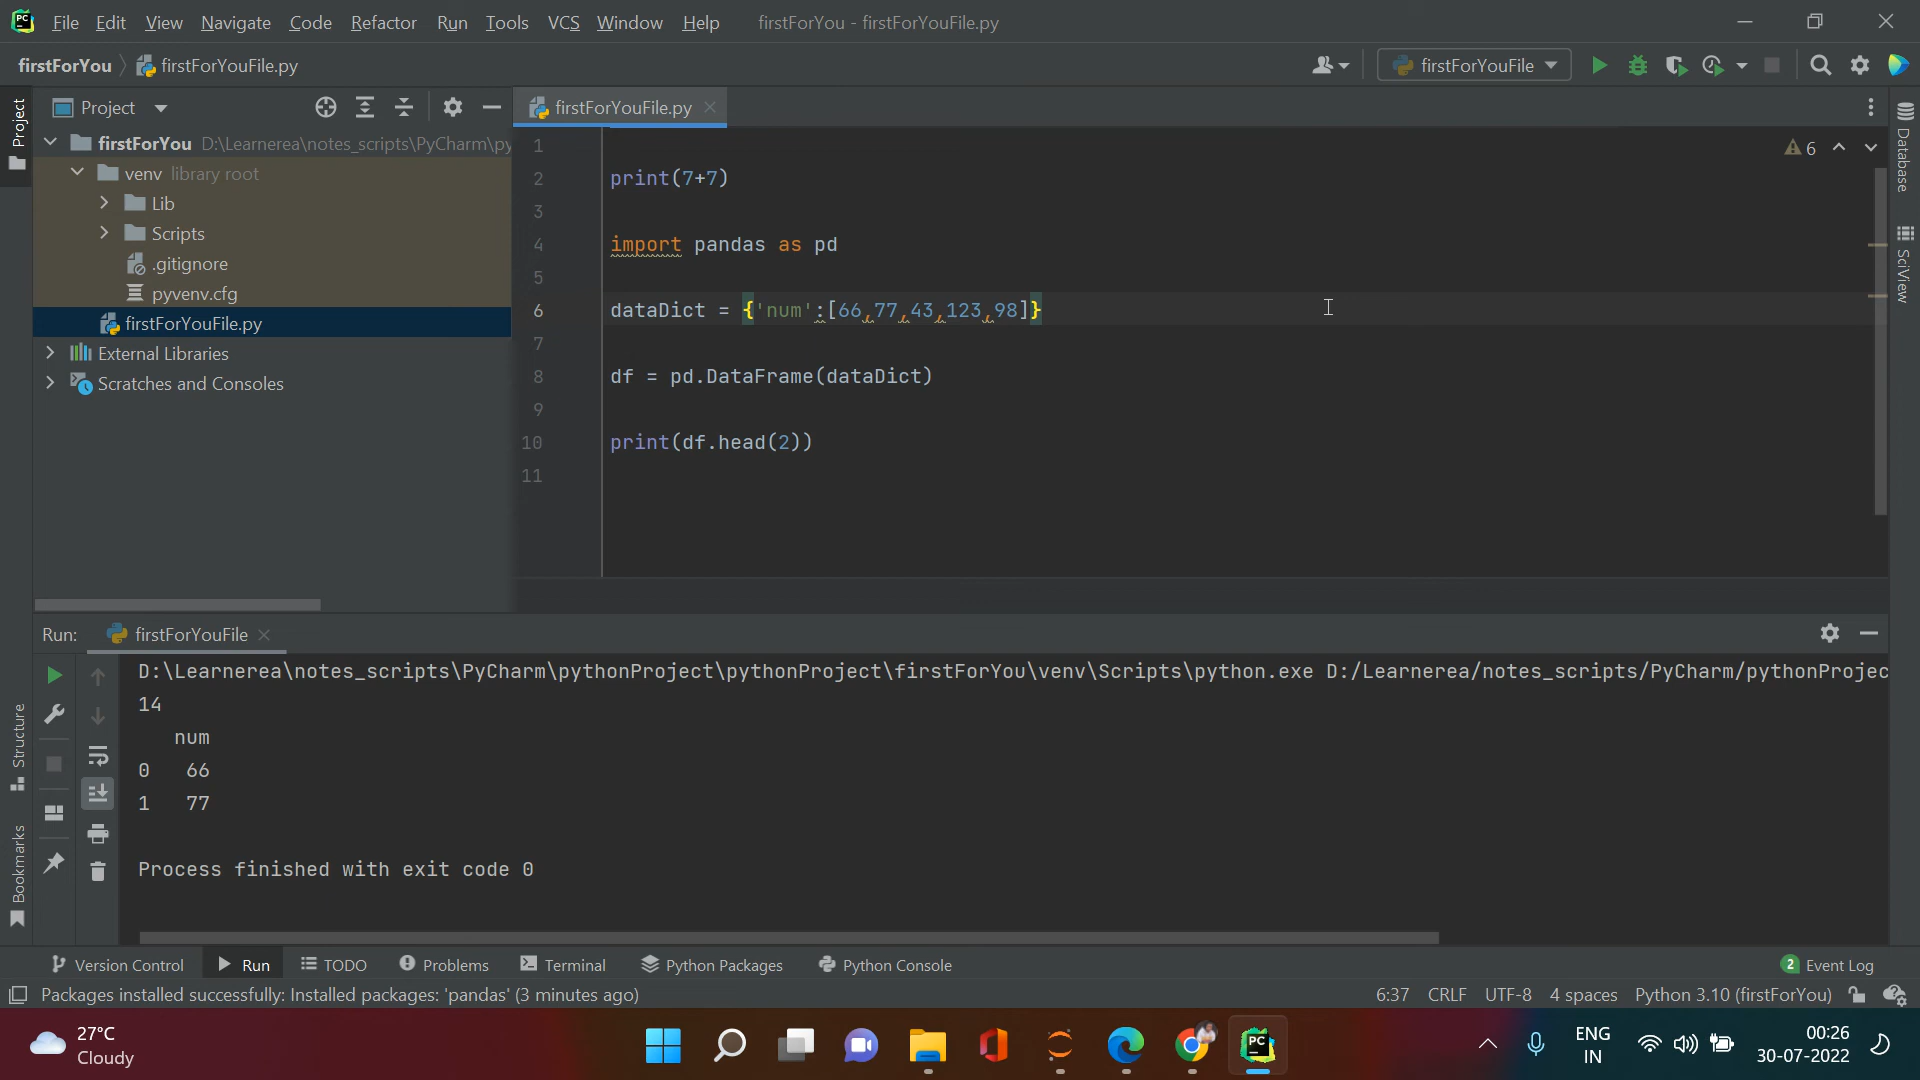 PC File Edit View Navigate Code Refactor Run Tools VCS Window Help firstForYou - firstForYouFile.py
firstForYou firstForYouFile.py firstForYouFile
Project
Project
firstForYouFile.py
firstForYou D:\Learnerea\notes_scripts\PyCharm\py
venv library root
Lib
Scripts
.gitignore
pyvenv.cfg
firstForYouFile.py
External Libraries
Scratches and Consoles
1
2 print(7+7)
3
4 import pandas as pd
5
6 dataDict = {'num':[66,77,43,123,98]}
7
8 df = pd.DataFrame(dataDict)
9
10 print(df.head(2))
11
6
Database
SciView
Run: firstForYouFile
D:\Learnerea\notes_scripts\PyCharm\pythonProject\pythonProject\firstForYou\venv\Scripts\python.exe D:/Learnerea/notes_scripts/PyCharm/pythonProjec
14
num
0 66
1 77
Process finished with exit code 0
Structure
Bookmarks
Version Control Run TODO Problems Terminal Python Packages Python Console 2 Event Log
Packages installed successfully: Installed packages: 'pandas' (3 minutes ago) 6:37 CRLF UTF-8 4 spaces Python 3.10 (firstForYou)
27°C
Cloudy
PC
ENG
IN
00:26
30-07-2022